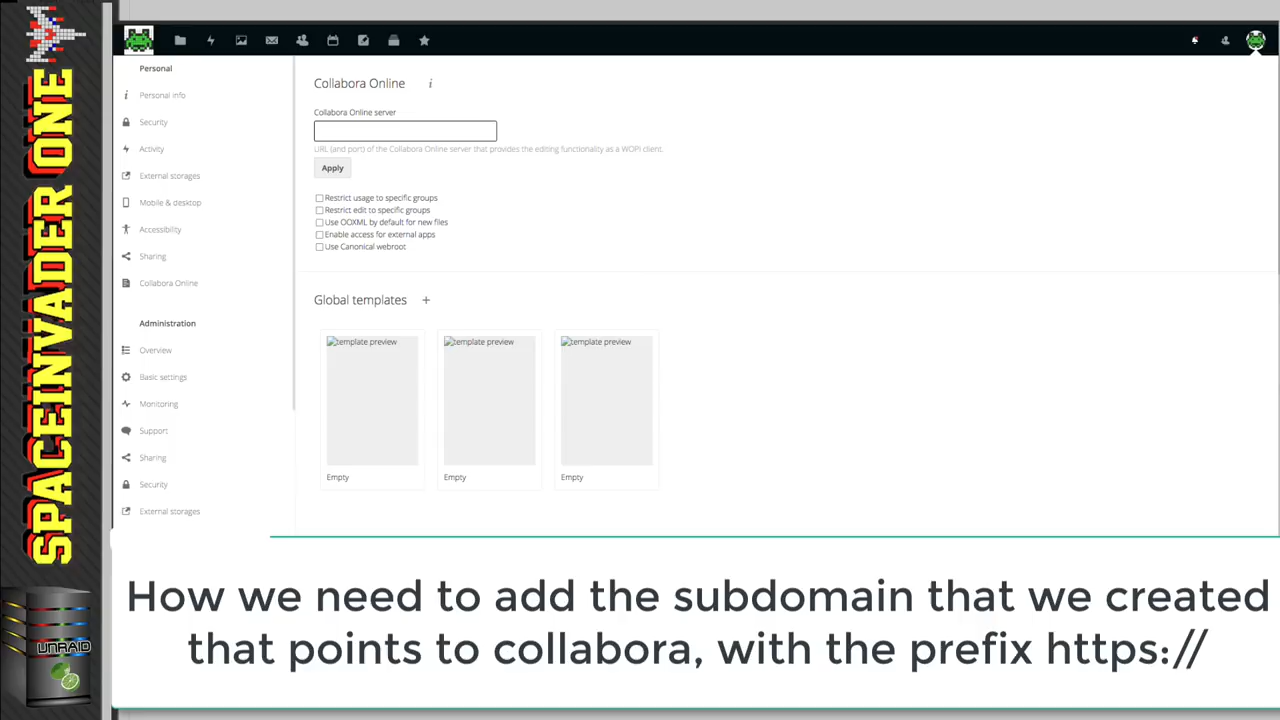 SPACEINVADER ONE
UNRAID
Personal
Personal info
Security
Activity
External storages
Mobile & desktop
Accessibility
Sharing
Collabora Online
Administration
Overview
Basic settings
Monitoring
Support
Sharing
Security
External storages
Collabora Online i
Collabora Online server
URL (and port) of the Collabora Online server that provides the editing functionality as a WOPI client.
Apply
Restrict usage to specific groups
Restrict edit to specific groups
Use OOXML by default for new files
Enable access for external apps
Use Canonical webroot
Global templates +
template preview template preview template preview
Empty Empty Empty
How we need to add the subdomain that we created
that points to collabora, with the prefix https://